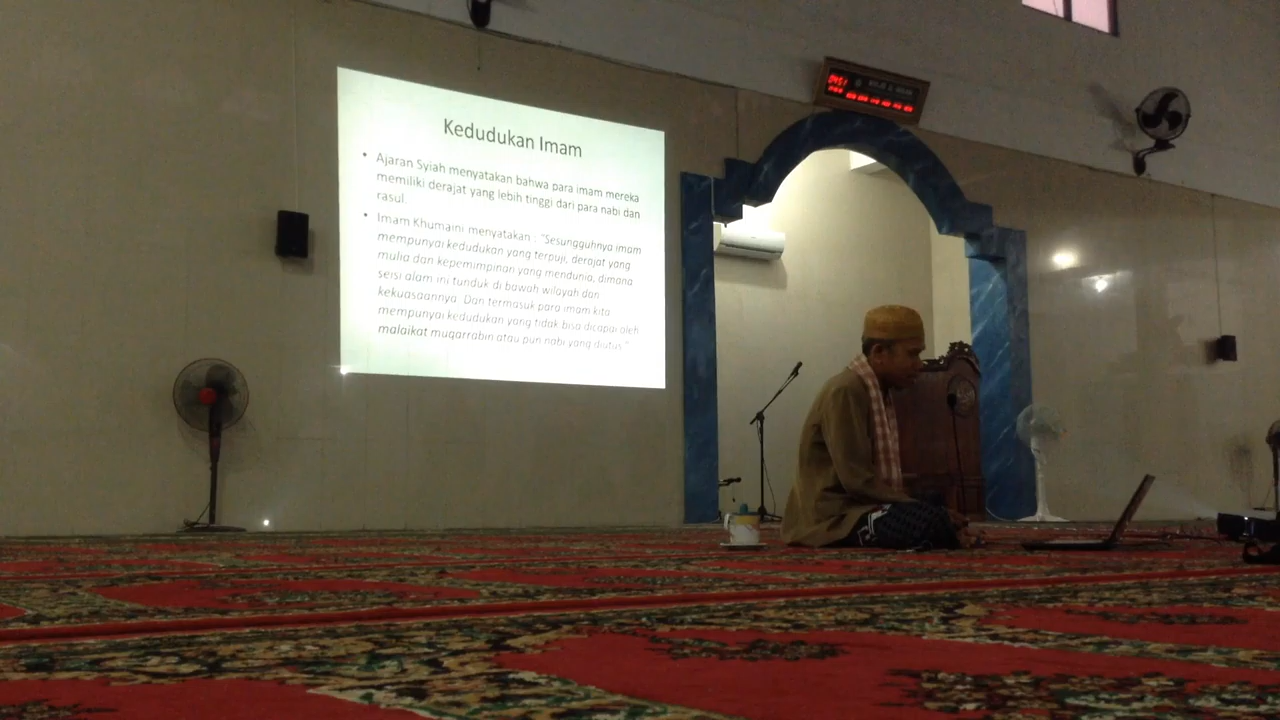 Kedudukan Imam
• Ajaran Syiah menyatakan bahwa para imam mereka
memiliki derajat yang lebih tinggi dari para nabi dan
rasul.
• Imam Khumaini menyatakan : "Sesungguhnya imam
mempunyai kedudukan yang terpuji, derajat yang
mulia dan kepemimpinan yang mendunia, dimana
seisi alam ini tunduk di bawah wilayah dan
kekuasaannya. Dan termasuk para imam kita
mempunyai kedudukan yang tidak bisa dicapai oleh
malaikat muqarrabin atau pun nabi yang diutus."